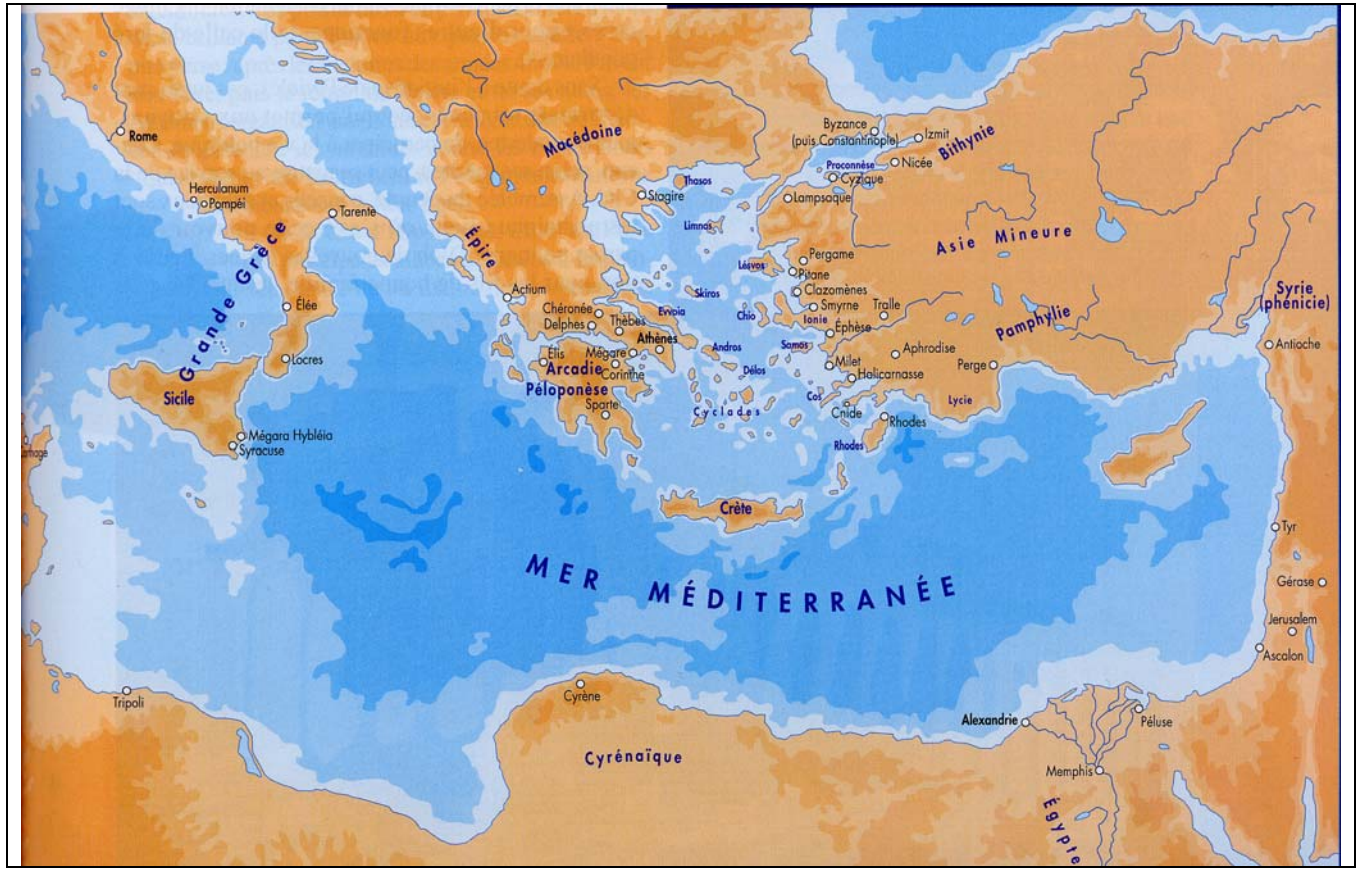 Rome
Herculanum
Pompéi
Tarente
Grande Grèce
Élée
Locres
Sicile
Mégara Hybléia
Syracuse
Macédoine
Épire
Stagire
Thasos
Limnos
Byzance
(puis Constantinople)
Izmit
Bithynie
Nicée
Proconnèse
Cyzique
Lampsaque
Asie Mineure
Pergame
Lésvos
Pitane
Clazomènes
Skiros
Smyrne
Tralle
Chio
Ionie
Éphèse
Pamphylie
Syrie
(phénicie)
Antioche
Actium
Chéronée
Evvoia
Delphes
Thèbes
Athènes
Andros
Samos
Aphrodise
Elis
Mégare
Arcadie
Corinthe
Délos
Milet
Perge
Halicarnasse
Péloponèse
Sparte
Cyclades
Cos
Cnide
Lycie
Rhodes
Rhodes
Crète
MER MÉDITERRANÉE
Tyr
Gérase
Jerusalem
Ascalon
Tripoli
Cyrène
Cyrénaïque
Alexandrie
Péluse
Memphis
Égypte